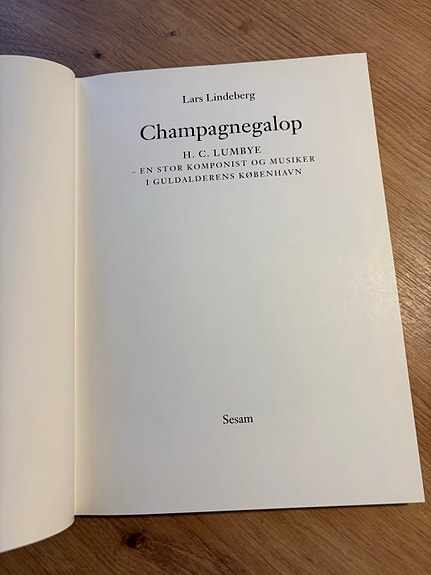 Lars Lindeberg
Champagnegalop
H. C. LUMBYE
– EN STOR KOMPONIST OG MUSIKER
I GULDALDERENS KØBENHAVN
Sesam